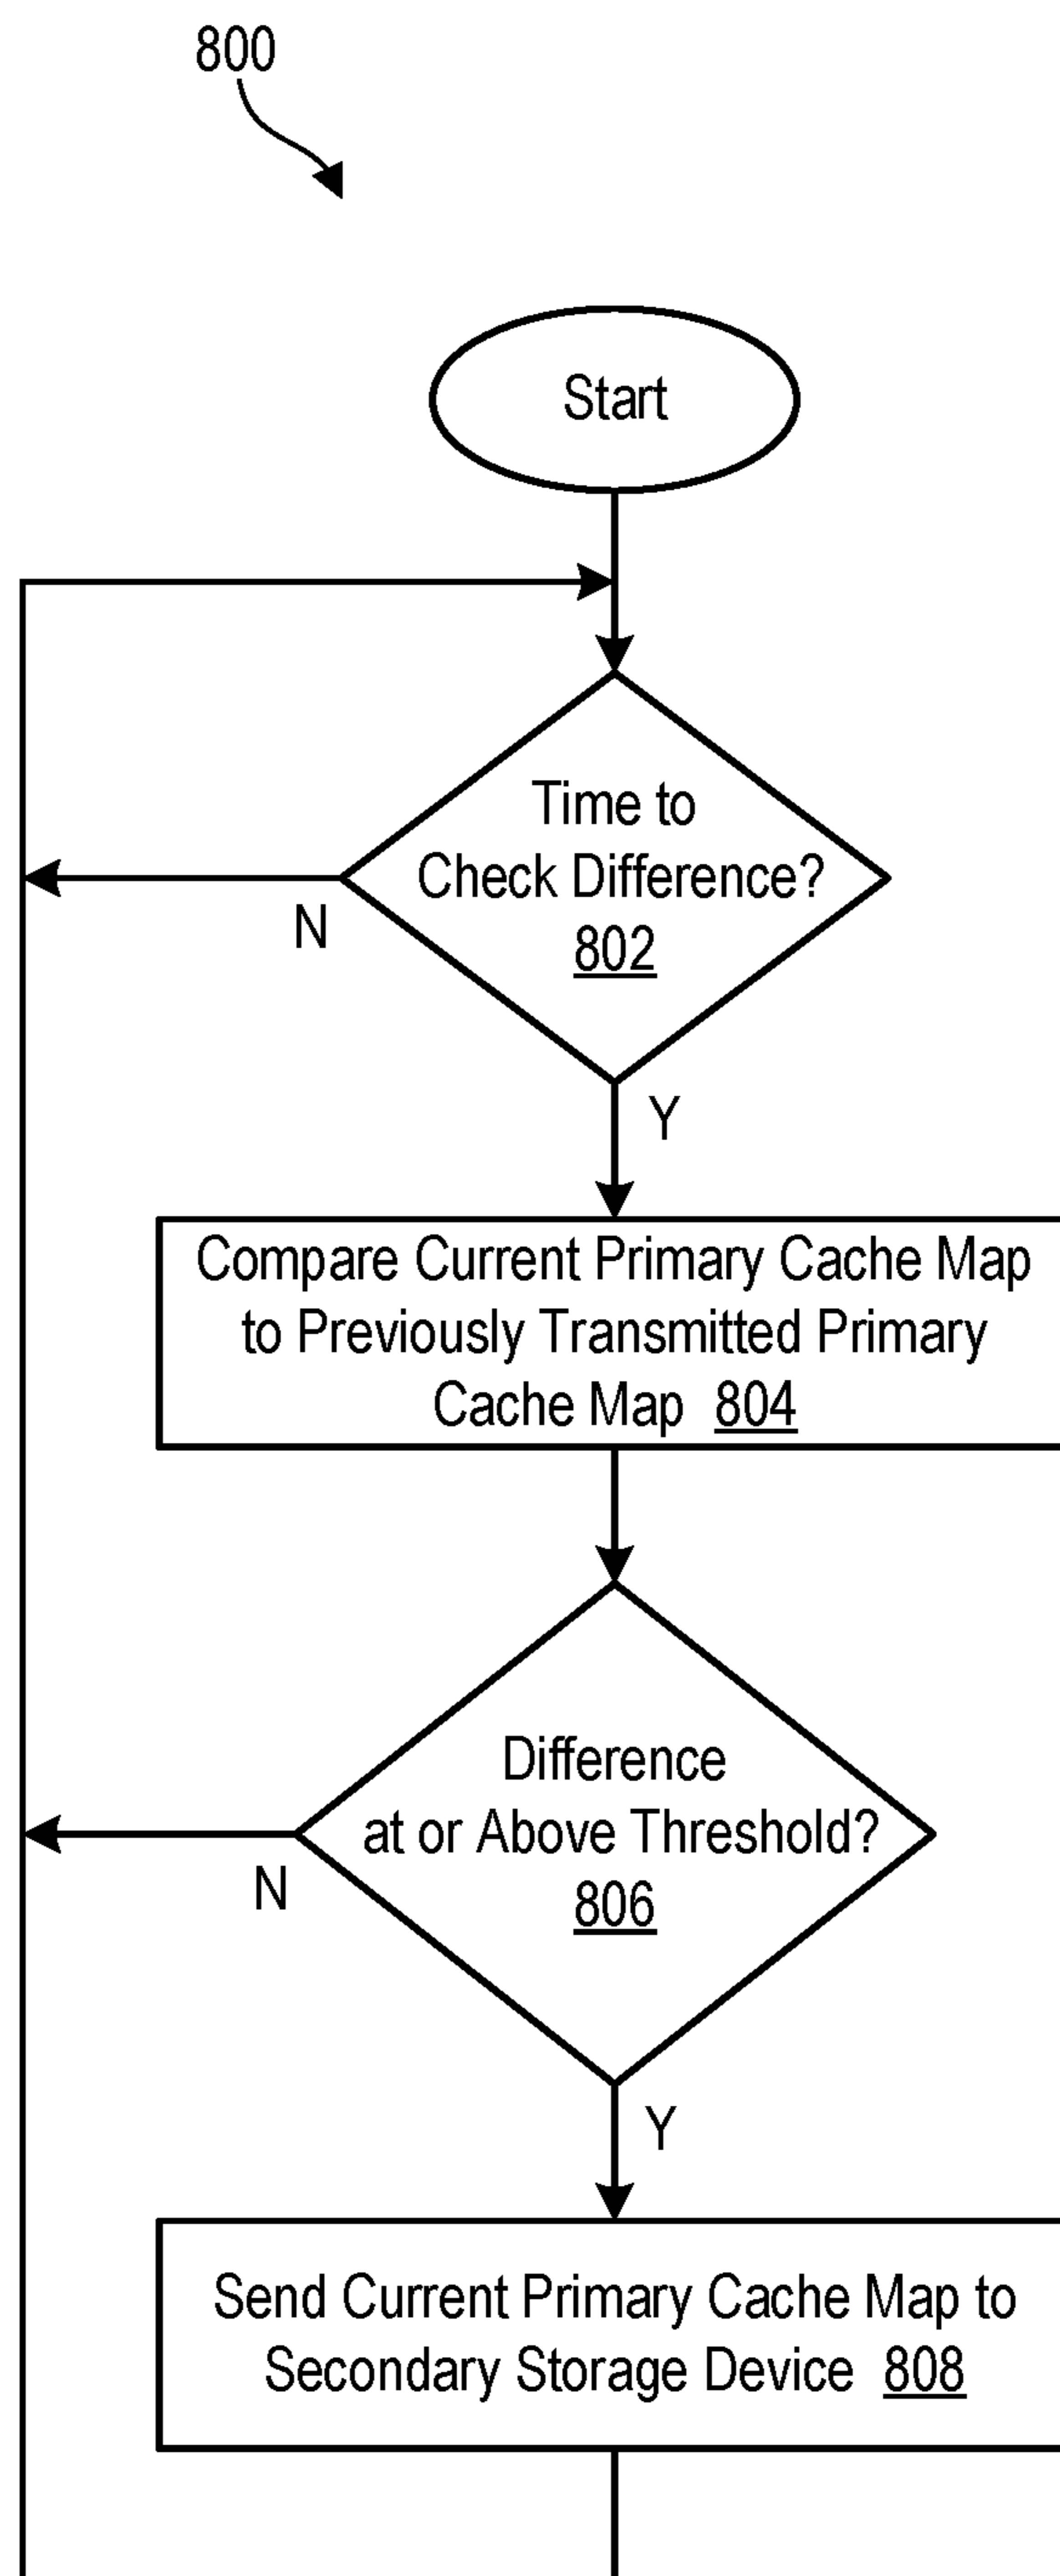 800
Start
Time to
Check Difference?
802
N
Y
Compare Current Primary Cache Map
to Previously Transmitted Primary
Cache Map 804
Difference
at or Above Threshold?
806
N
Y
Send Current Primary Cache Map to
Secondary Storage Device 808